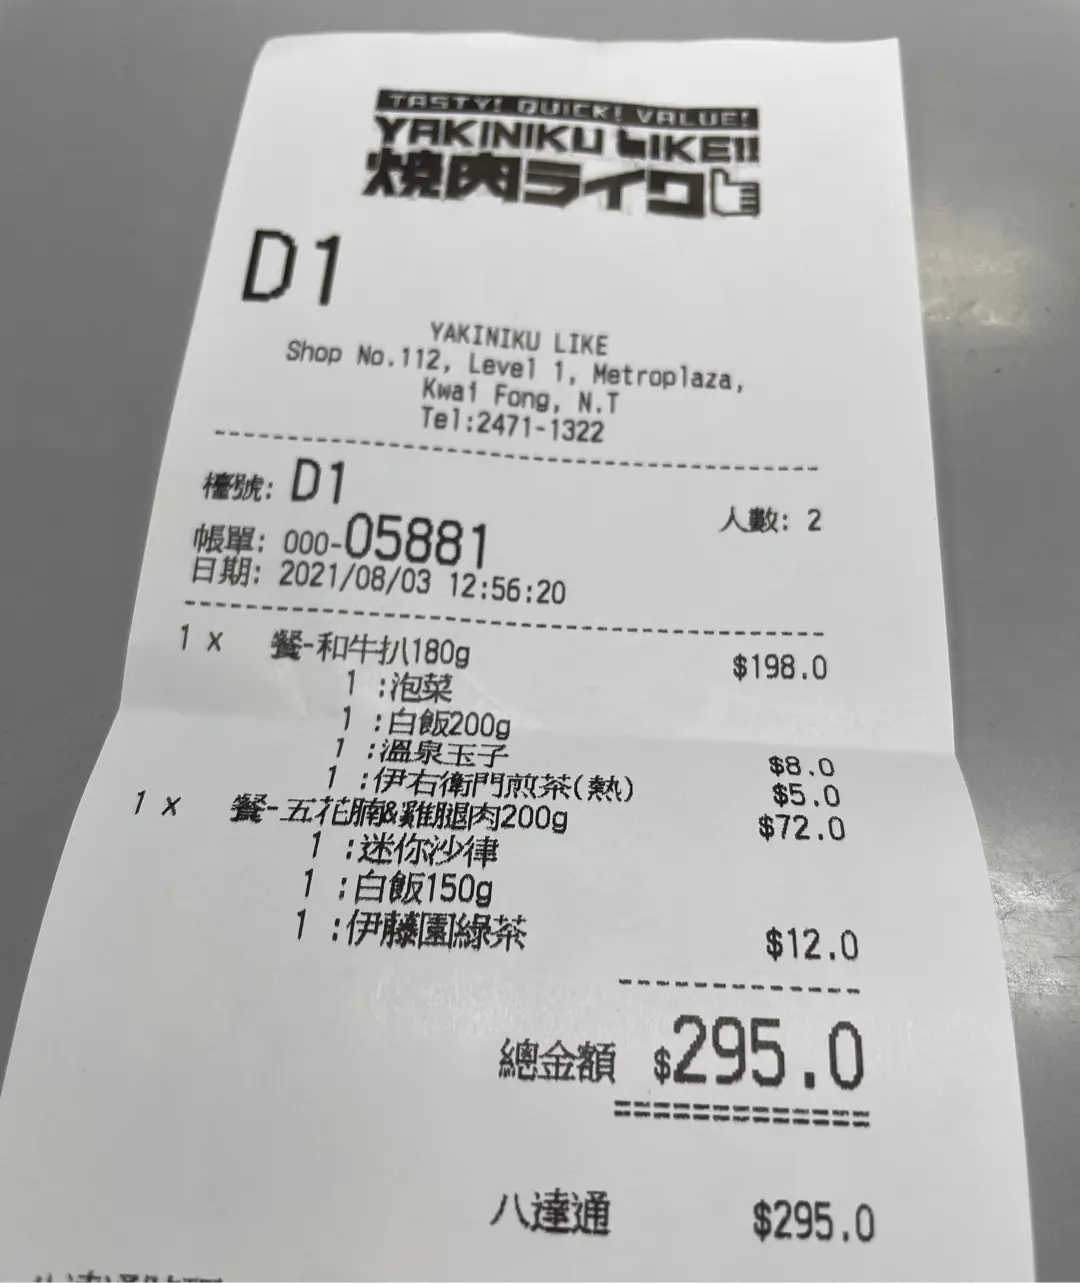 TASTY! QUICK! VALUE!
YAKINIKU LIKE!!
焼肉ライク
D1
YAKINIKU LIKE
Shop No.112, Level 1, Metroplaza,
Kwai Fong, N.T
Tel:2471-1322
檯號: D1 人數: 2
帳單: 000-05881
日期: 2021/08/03 12:56:20
1 x 餐-和牛扒180g $198.0
1 :泡菜
1 :白飯200g
1 :溫泉玉子 $8.0
1 :伊右衛門煎茶(熱) $5.0
1 x 餐-五花腩&雞腿肉200g $72.0
1 :迷你沙律
1 :白飯150g
1 :伊藤園綠茶 $12.0
總金額 $295.0
八達通 $295.0